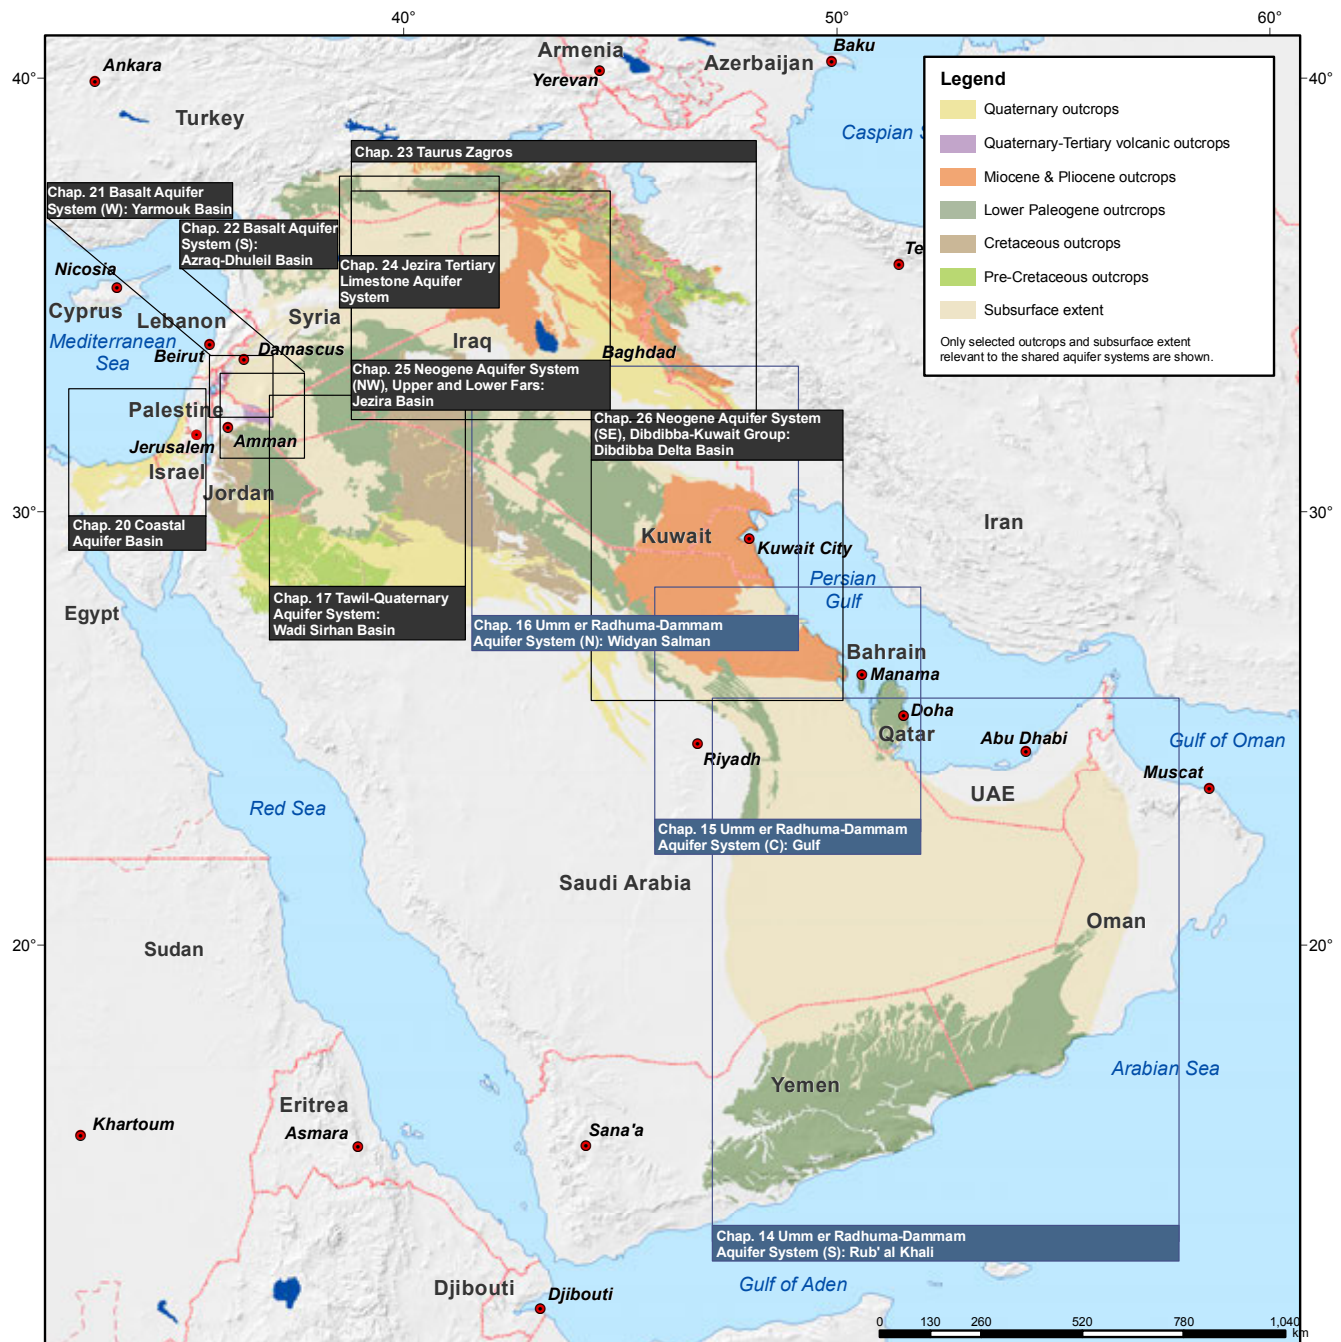 40°
50°
60°
40°
30°
20°
40°
30°
20°
Ankara
Turkey
Armenia
Yerevan
Azerbaijan
Baku
Caspian S
Te
Legend
Quaternary outcrops
Quaternary-Tertiary volcanic outcrops
Miocene & Pliocene outcrops
Lower Paleogene outrcrops
Cretaceous outcrops
Pre-Cretaceous outcrops
Subsurface extent
Only selected outcrops and subsurface extent
relevant to the shared aquifer systems are shown.
Chap. 23 Taurus Zagros
Chap. 21 Basalt Aquifer
System (W): Yarmouk Basin
Chap. 22 Basalt Aquifer
System (S):
Azraq-Dhuleil Basin
Chap. 24 Jezira Tertiary
Limestone Aquifer
System
Nicosia
Cyprus
Mediterranean
Sea
Lebanon
Beirut
Syria
Damascus
Iraq
Baghdad
Chap. 25 Neogene Aquifer System
(NW), Upper and Lower Fars:
Jezira Basin
Chap. 26 Neogene Aquifer System
(SE), Dibdibba-Kuwait Group:
Dibdibba Delta Basin
Palestine
Jerusalem
Amman
Israel
Jordan
Chap. 20 Coastal
Aquifer Basin
Iran
Kuwait
Kuwait City
Persian
Gulf
Egypt
Chap. 17 Tawil-Quaternary
Aquifer System:
Wadi Sirhan Basin
Chap. 16 Umm er Radhuma-Dammam
Aquifer System (N): Widyan Salman
Bahrain
Manama
Doha
Qatar
Abu Dhabi
Gulf of Oman
Muscat
UAE
Riyadh
Red Sea
Chap. 15 Umm er Radhuma-Dammam
Aquifer System (C): Gulf
Saudi Arabia
Oman
Sudan
Arabian Sea
Yemen
Eritrea
Asmara
Khartoum
Sana'a
Chap. 14 Umm er Radhuma-Dammam
Aquifer System (S): Rub' al Khali
Djibouti
Djibouti
Gulf of Aden
0 130 260 520 780 1,040
km